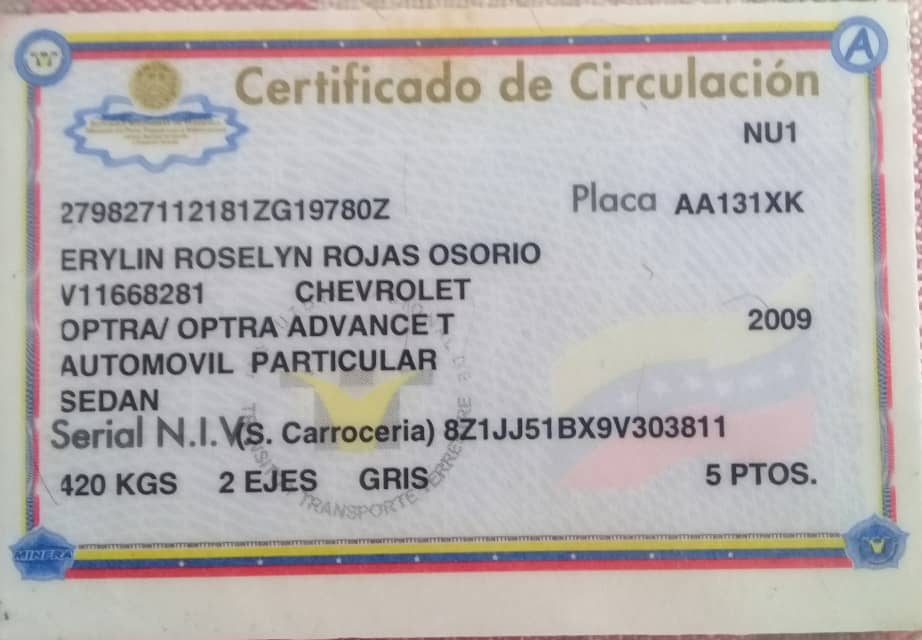 Certificado de Circulación
NU1
279827112181ZG19780Z
Placa AA131XK
ERYLIN ROSELYN ROJAS OSORIO
V11668281 CHEVROLET
OPTRA/ OPTRA ADVANCE T 2009
AUTOMOVIL PARTICULAR
SEDAN
Serial N.I.V(S. Carroceria) 8Z1JJ51BX9V303811
420 KGS 2 EJES GRIS 5 PTOS.
TRANSPORTE TERRESTRE
MINFRA